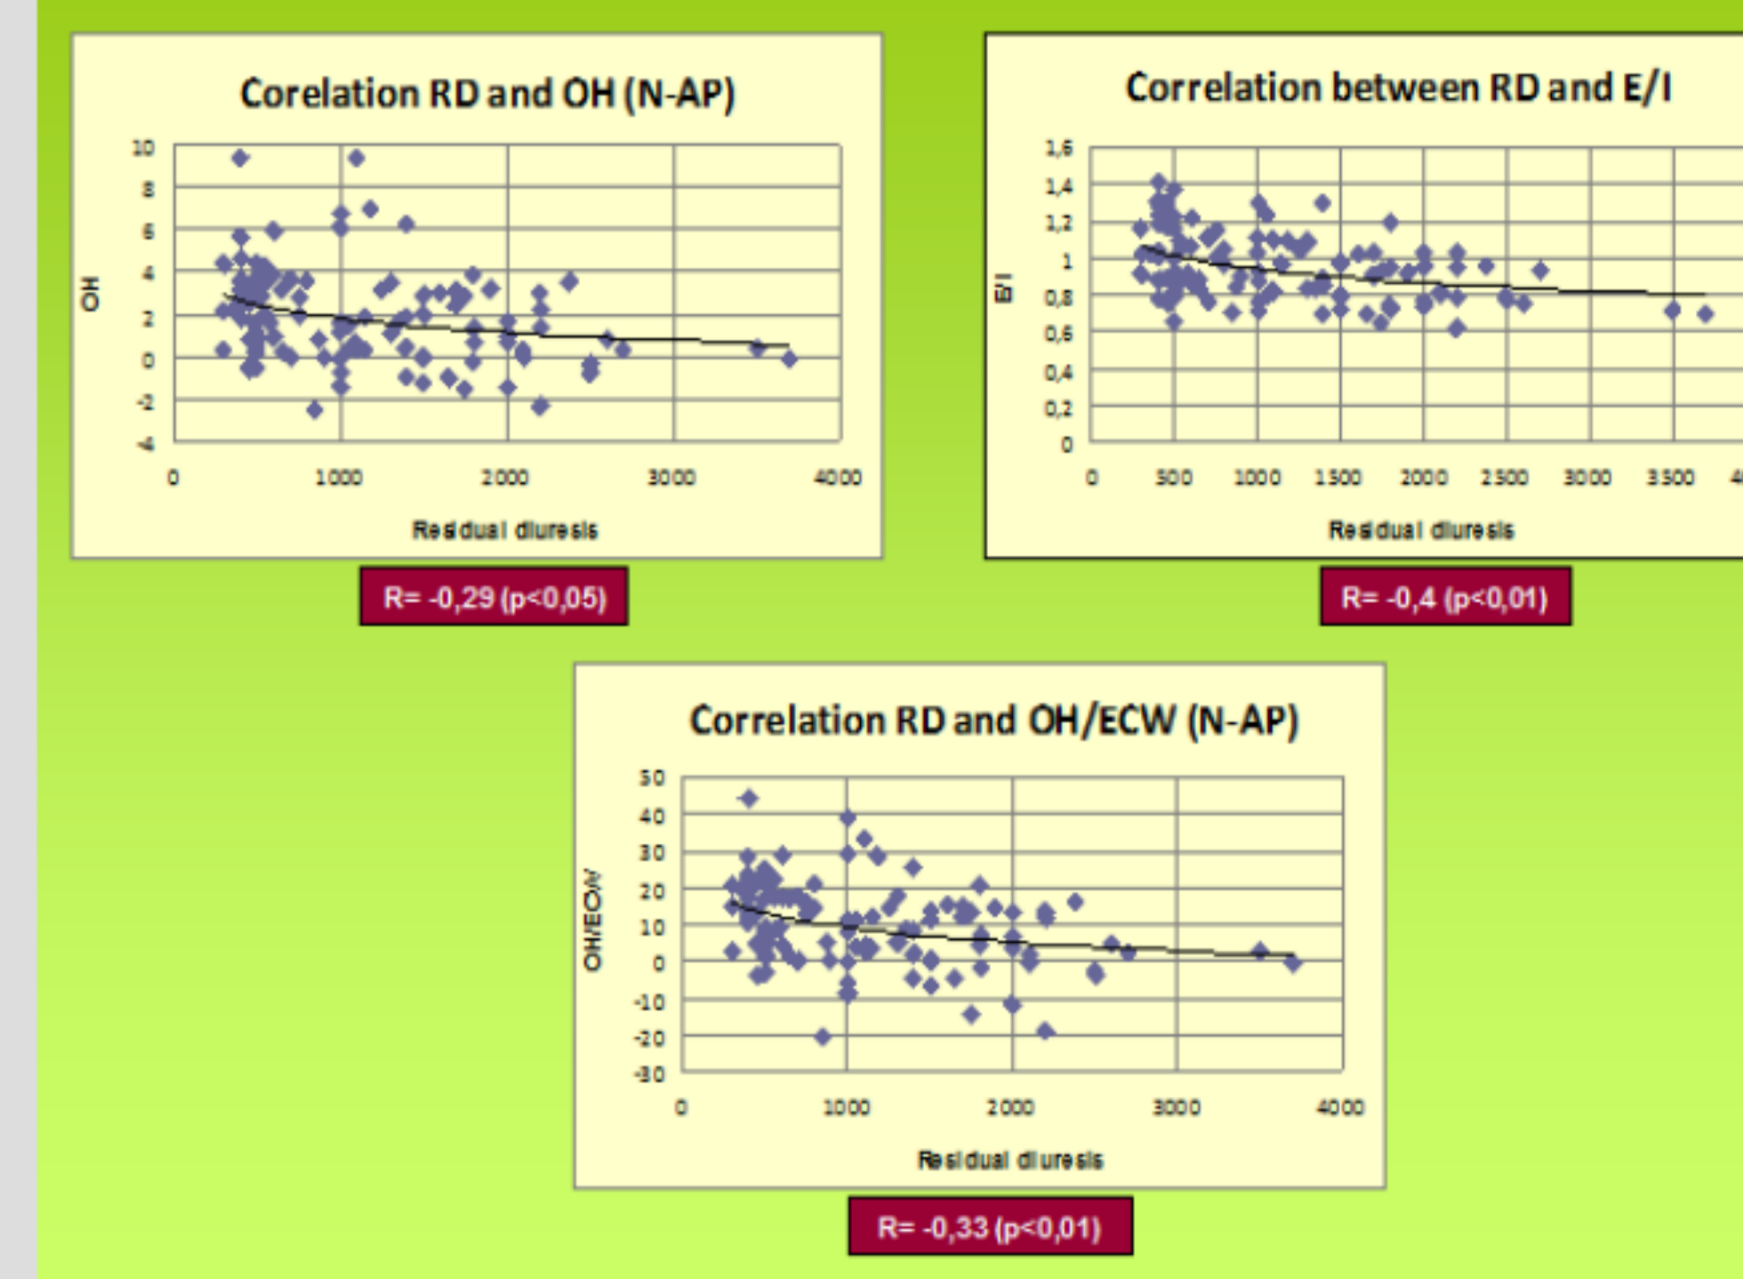 Corelation RD and OH (N-AP)
10
8
6
4
2
0
-2
-4
OH
0 1000 2000 3000 4000
Residual diuresis
R= -0,29 (p<0,05)
Correlation between RD and E/I
1,6
1,4
1,2
1
0,8
0,6
0,4
0,2
0
E/I
0 500 1000 1500 2000 2500 3000 3500
Residual diuresis
R= -0,4 (p<0,01)
Correlation RD and OH/ECW (N-AP)
50
40
30
20
10
0
-10
-20
-30
OH/ECW
0 1000 2000 3000 4000
Residual diuresis
R= -0,33 (p<0,01)